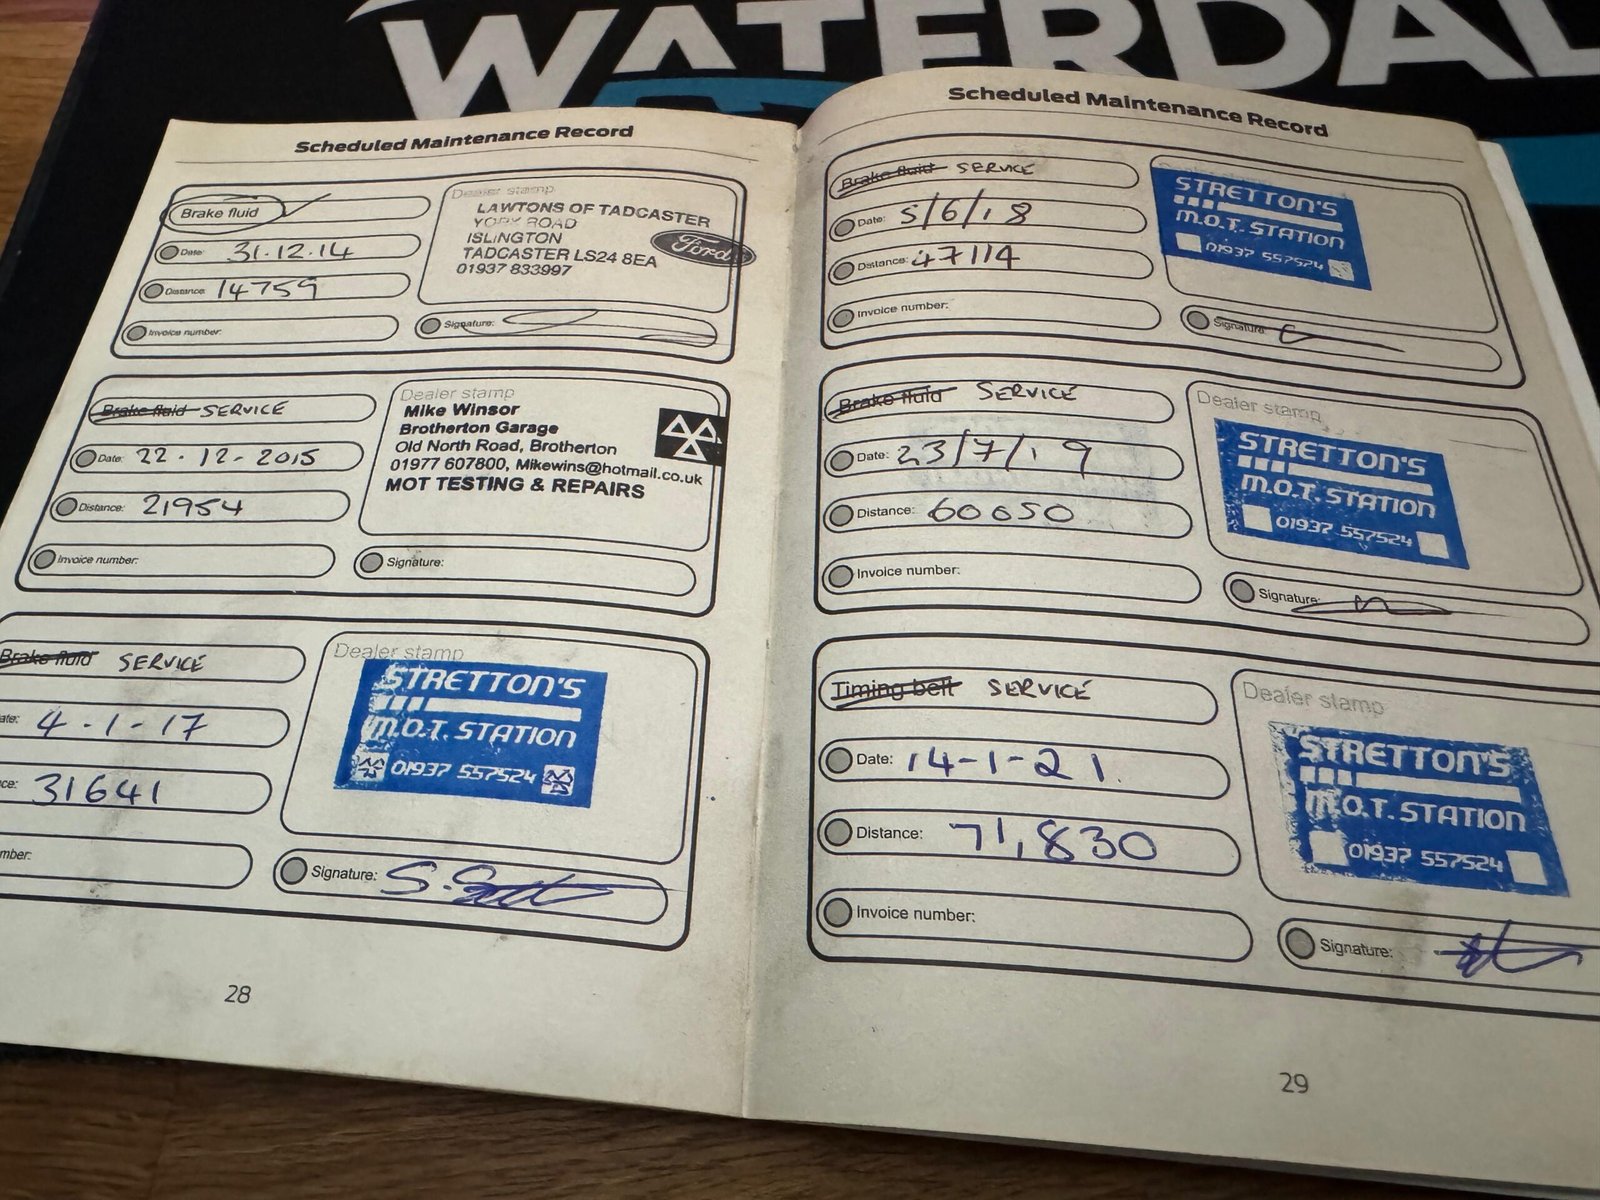 WATERDAL
Scheduled Maintenance Record
Brake fluid
Date: 31.12.14
Distance: 14759
Invoice number:
Dealer stamp
LAWTONS OF TADCASTER
YORK ROAD
ISLINGTON
TADCASTER LS24 8EA
01937 833997
Ford
Signature:
Brake fluid SERVICE
Date: 22-12-2015
Distance: 21954
Invoice number:
Dealer stamp
Mike Winsor
Brotherton Garage
Old North Road, Brotherton
01977 607800, Mikewins@hotmail.co.uk
MOT TESTING & REPAIRS
Signature:
Brake fluid SERVICE
ate: 4-1-17
ce: 31641
mber:
Dealer stamp
STRETTON'S
M.O.T. STATION
01937 557524
Signature:
28
Scheduled Maintenance Record
Brake fluid SERVICE
Date: 5/6/18
Distance: 47114
Invoice number:
STRETTON'S
M.O.T. STATION
01937 557524
Signature:
Brake fluid SERVICE
Date: 23/7/19
Distance: 60050
Invoice number:
Dealer stamp
STRETTON'S
M.O.T. STATION
01937 557524
Signature:
Timing belt SERVICE
Date: 14-1-21
Distance: 71,830
Invoice number:
Dealer stamp
STRETTON'S
M.O.T. STATION
01937 557524
Signature:
29